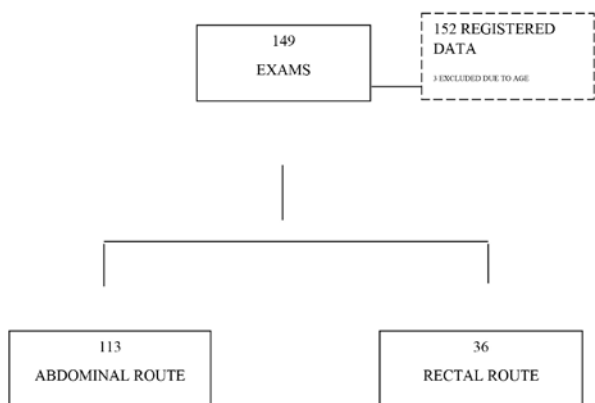 149
EXAMS
152 REGISTERED
DATA
3 EXCLUDED DUE TO AGE
113
ABDOMINAL ROUTE
36
RECTAL ROUTE